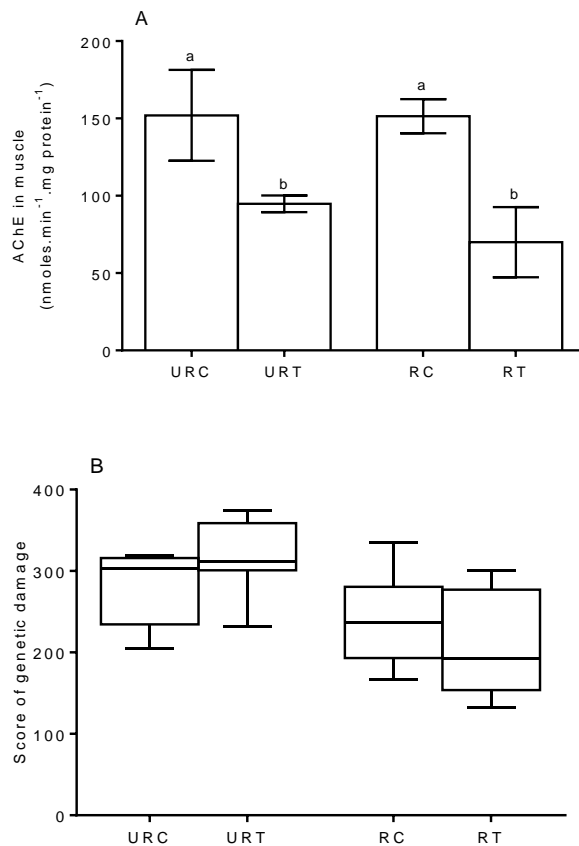 A
AChE in muscle
(nmoles.min⁻¹.mg protein⁻¹)
200
150
100
50
0
a
b
a
b
URC URT RC RT
B
Score of genetic damage
400
300
200
100
0
URC URT RC RT